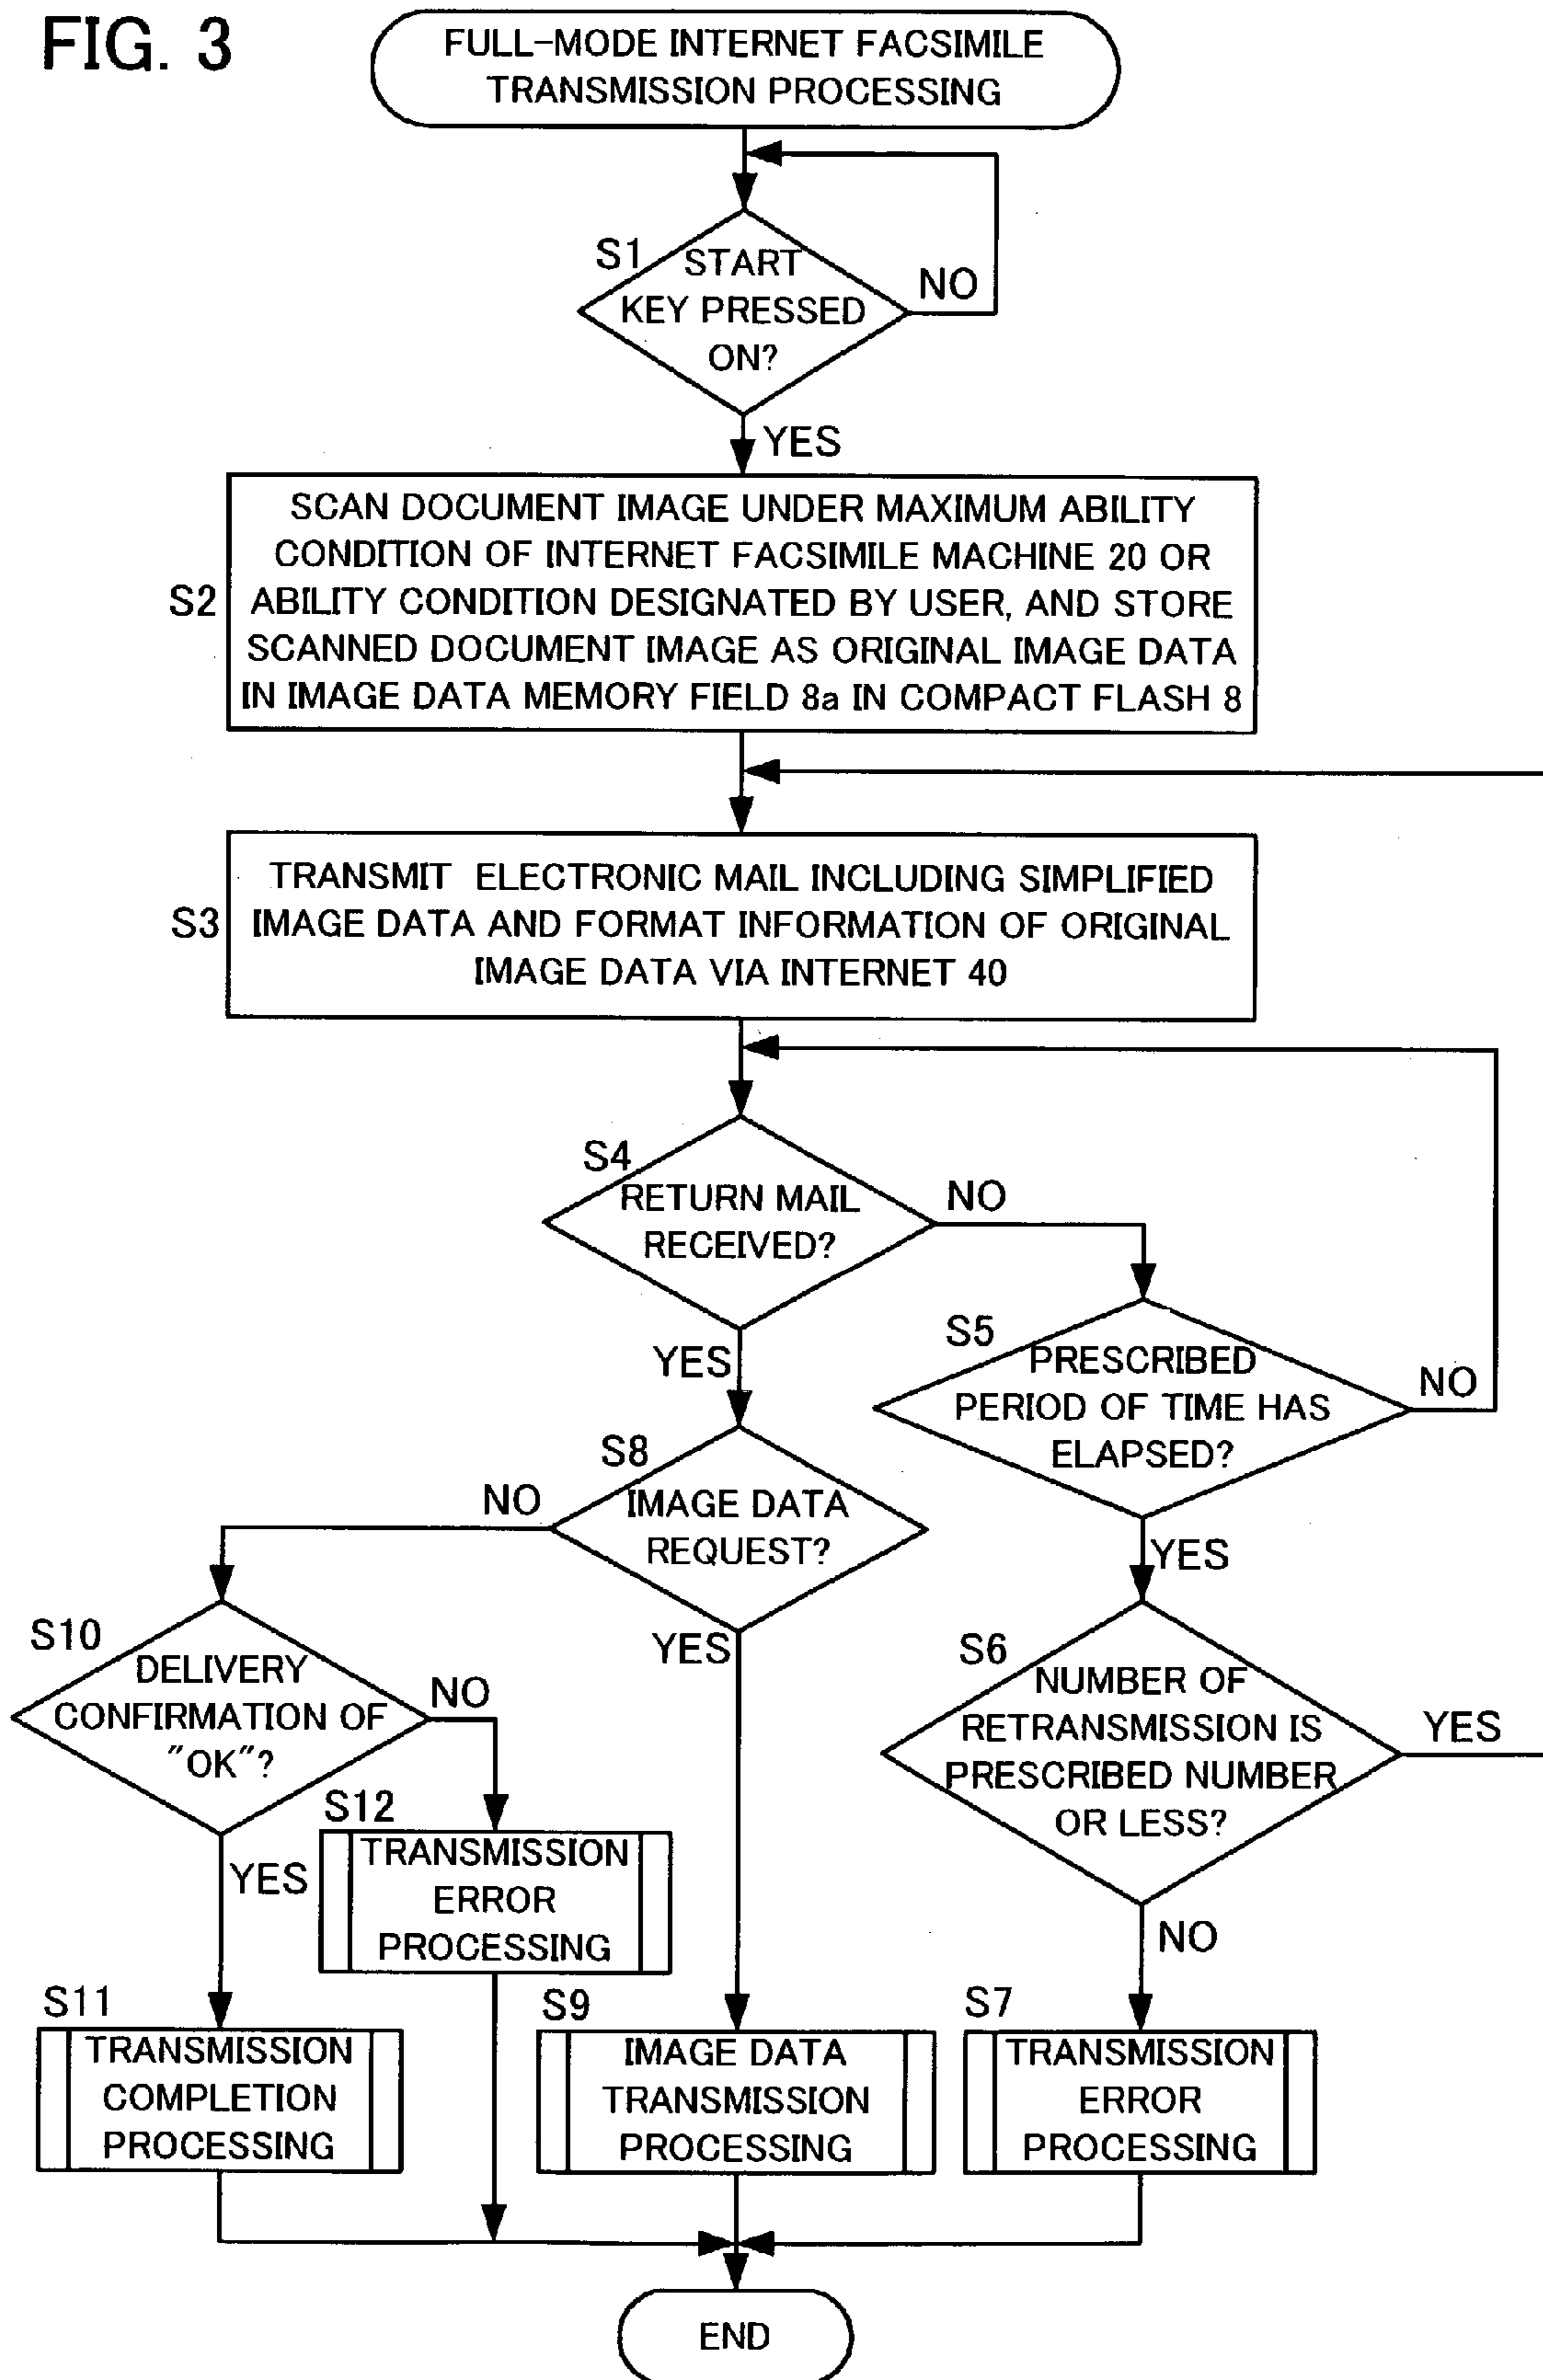 FIG. 3
FULL-MODE INTERNET FACSIMILE
TRANSMISSION PROCESSING
S1
START
KEY PRESSED
ON?
NO
YES
S2
SCAN DOCUMENT IMAGE UNDER MAXIMUM ABILITY
CONDITION OF INTERNET FACSIMILE MACHINE 20 OR
ABILITY CONDITION DESIGNATED BY USER, AND STORE
SCANNED DOCUMENT IMAGE AS ORIGINAL IMAGE DATA
IN IMAGE DATA MEMORY FIELD 8a IN COMPACT FLASH 8
S3
TRANSMIT ELECTRONIC MAIL INCLUDING SIMPLIFIED
IMAGE DATA AND FORMAT INFORMATION OF ORIGINAL
IMAGE DATA VIA INTERNET 40
S4
RETURN MAIL
RECEIVED?
NO
YES
S5
PRESCRIBED
PERIOD OF TIME HAS
ELAPSED?
NO
YES
S8
IMAGE DATA
REQUEST?
NO
YES
S10
DELIVERY
CONFIRMATION OF
"OK"?
NO
YES
S6
NUMBER OF
RETRANSMISSION IS
PRESCRIBED NUMBER
OR LESS?
YES
NO
S12
TRANSMISSION
ERROR
PROCESSING
S11
TRANSMISSION
COMPLETION
PROCESSING
S9
IMAGE DATA
TRANSMISSION
PROCESSING
S7
TRANSMISSION
ERROR
PROCESSING
END